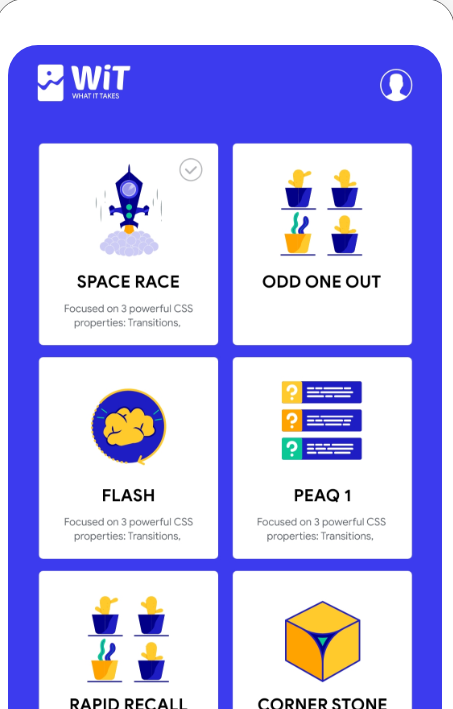 WiT
WHAT IT TAKES
SPACE RACE
Focused on 3 powerful CSS
properties: Transitions.
ODD ONE OUT
FLASH
Focused on 3 powerful CSS
properties: Transitions,
?
?
?
PEAQ 1
Focused on 3 powerful CSS
properties: Transitions,
RAPID RECALL
CORNER STONE